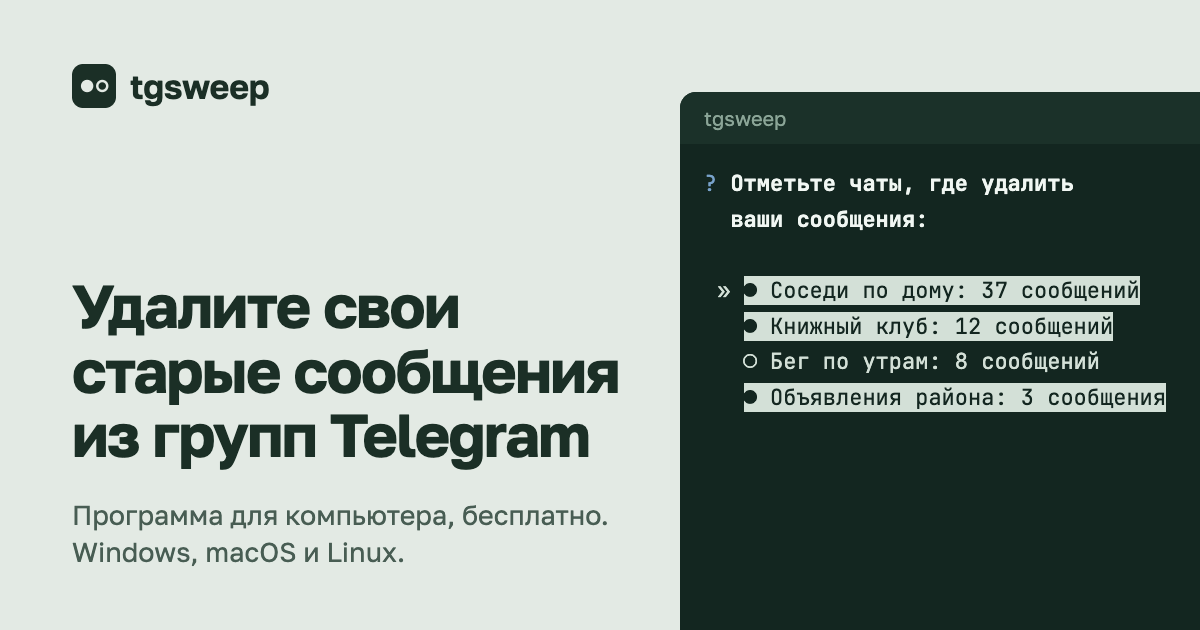 tgsweep
Удалите свои
старые сообщения
из групп Telegram
Программа для компьютера, бесплатно.
Windows, macOS и Linux.
tgsweep
? Отметьте чаты, где удалить
ваши сообщения:
» ● Соседи по дому: 37 сообщений
● Книжный клуб: 12 сообщений
○ Бег по утрам: 8 сообщений
● Объявления района: 3 сообщения